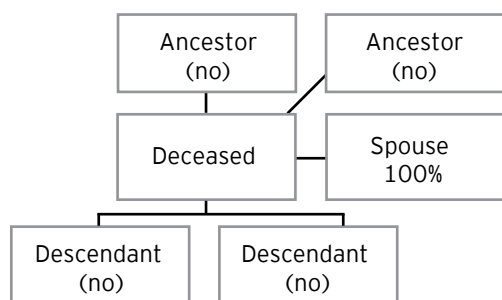 Ancestor
(no)
Ancestor
(no)
Deceased
Spouse
100%
Descendant
(no)
Descendant
(no)